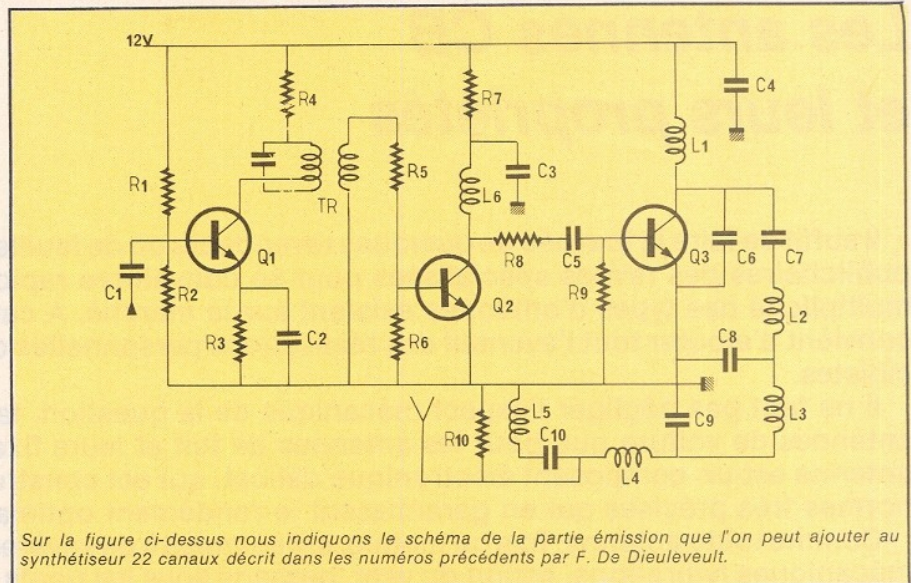 12V
R4
R7
C4
L1
R1
R5
C3
TR
L6
Q1
R8
C5
Q3
C6
C7
C1
R2
Q2
R9
L2
R3
C2
R6
C8
L5
L3
R10
C10
C9
L4
Sur la figure ci-dessus nous indiquons le schéma de la partie émission que l'on peut ajouter au
synthétiseur 22 canaux décrit dans les numéros précédents par F. De Dieuleveult.